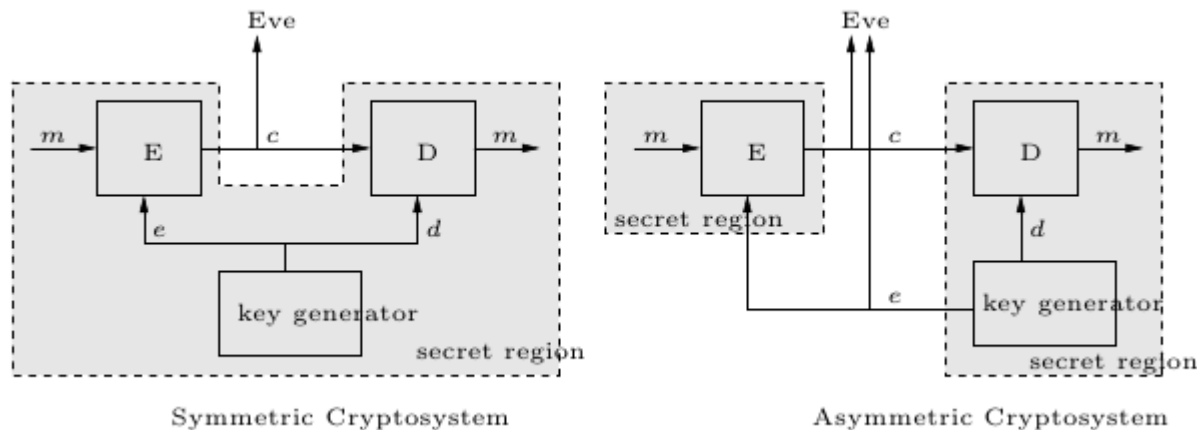 Eve
m
E
c
D
m
e
d
key generator
secret region
Symmetric Cryptosystem
Eve
m
E
c
D
m
secret region
d
e
key generator
secret region
Asymmetric Cryptosystem